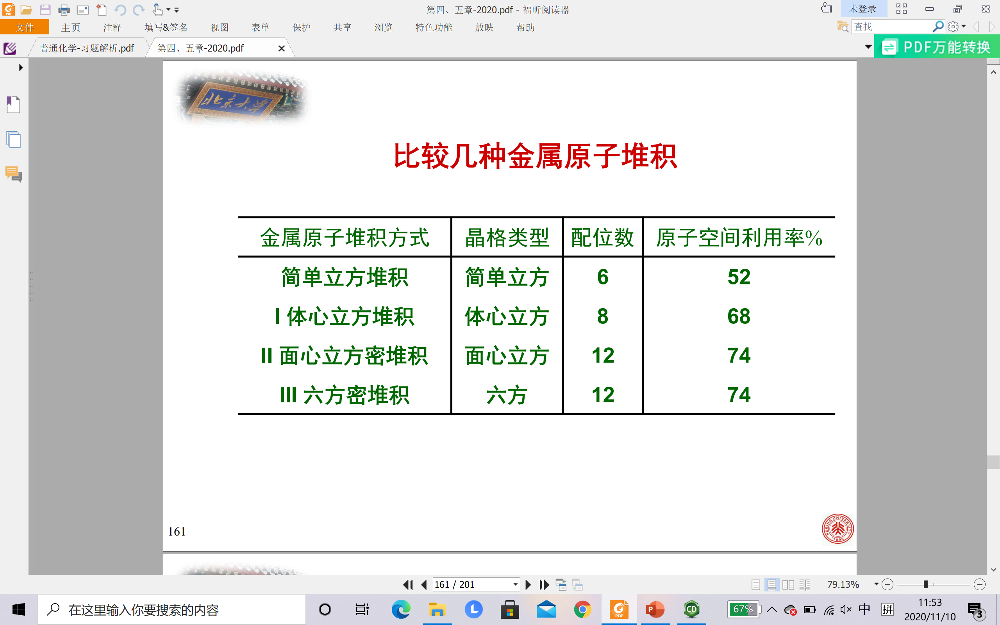 第四、五章-2020.pdf - 福昕阅读器
未登录
文件 主页 注释 填写&签名 视图 表单 保护 共享 浏览 特色功能 放映 帮助
查找
普通化学-习题解析.pdf
第四、五章-2020.pdf
PDF万能转换
北京大学
比较几种金属原子堆积
金属原子堆积方式 晶格类型 配位数 原子空间利用率%
简单立方堆积 简单立方 6 52
I 体心立方堆积 体心立方 8 68
II 面心立方密堆积 面心立方 12 74
III 六方密堆积 六方 12 74
161
PEKING UNIVERSITY
1898
161 / 201
79.13%
在这里输入你要搜索的内容
67%
中
拼
11:53
2020/11/10
3